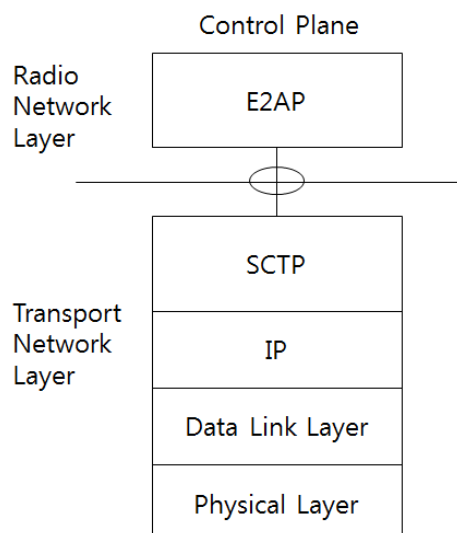 Control Plane
Radio
Network
Layer
E2AP
SCTP
Transport
Network
Layer
IP
Data Link Layer
Physical Layer